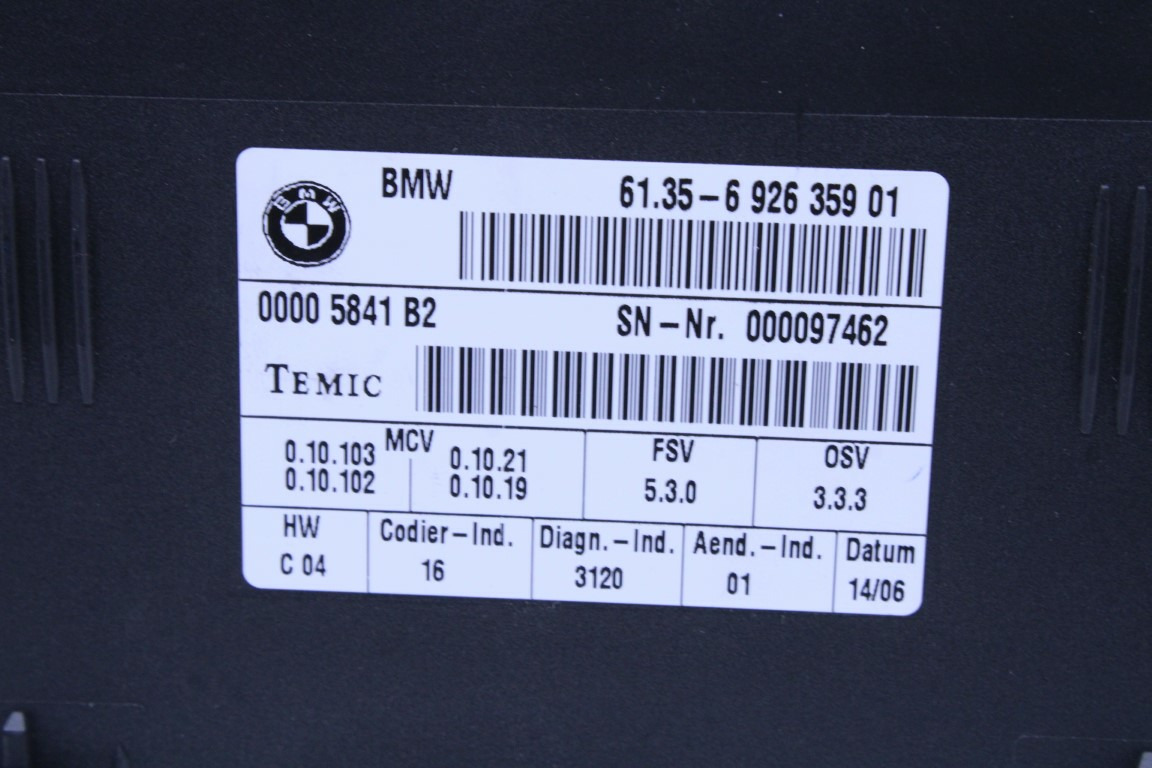 BMW
BMW 61.35-6 926 359 01
0000 5841 B2 SN-Nr. 000097462
TEMIC
MCV FSV OSV
0.10.103 0.10.21 5.3.0 3.3.3
0.10.102 0.10.19
HW Codier-Ind. Diagn.-Ind. Aend.-Ind. Datum
C 04 16 3120 01 14/06